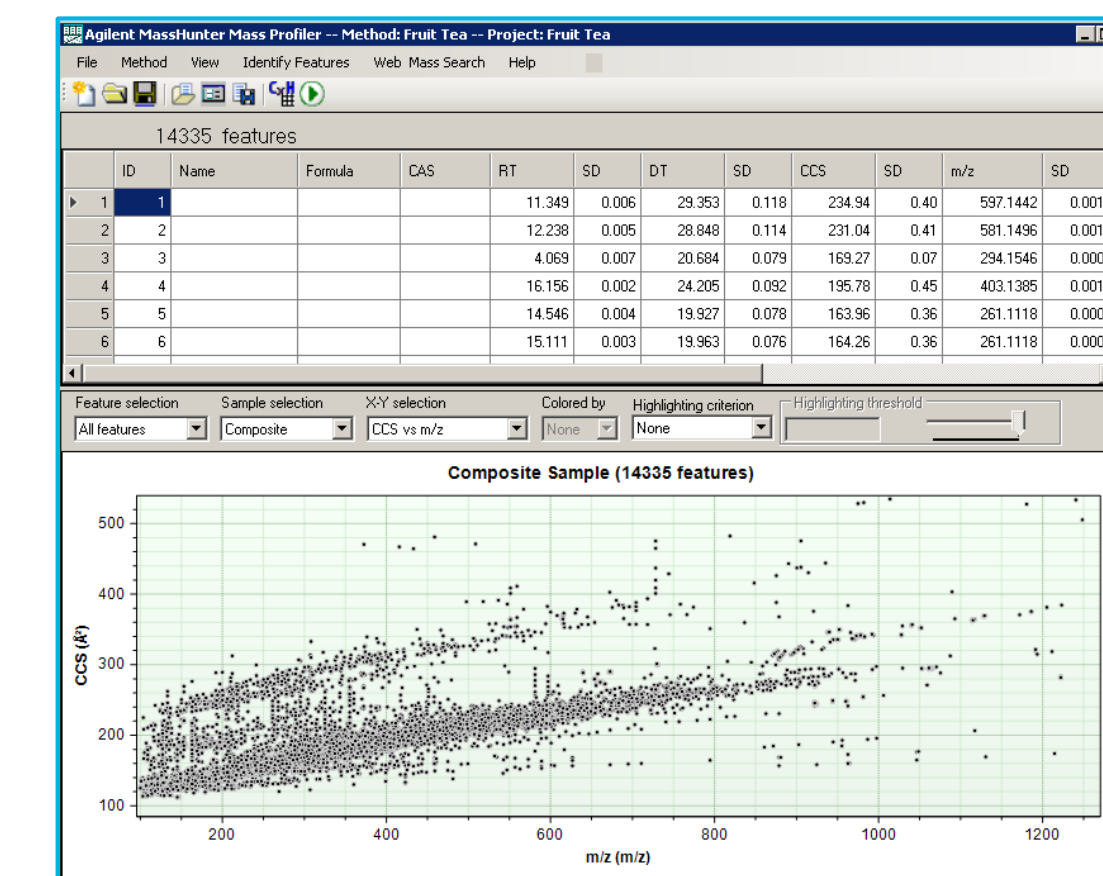 Agilent MassHunter Mass Profiler -- Method: Fruit Tea -- Project: Fruit Tea
File Method View Identify Features Web Mass Search Help
14335 features
ID Name Formula CAS RT SD DT SD CCS SD m/z SD
1 1 11.349 0.006 29.353 0.118 234.94 0.40 597.1442 0.001
2 2 12.238 0.005 28.848 0.114 231.04 0.41 581.1496 0.001
3 3 4.069 0.007 20.684 0.079 169.27 0.07 294.1546 0.000
4 4 16.156 0.002 24.205 0.092 195.78 0.45 403.1385 0.001
5 5 14.546 0.004 19.927 0.078 163.96 0.36 261.1118 0.000
6 6 15.111 0.003 19.963 0.076 164.26 0.36 261.1118 0.000
Feature selection Sample selection X-Y selection Colored by Highlighting criterion Highlighting threshold
All features Composite CCS vs m/z None None
Composite Sample (14335 features)
CCS (Å²)
500
400
300
200
100
200 400 600 800 1000 1200
m/z (m/z)